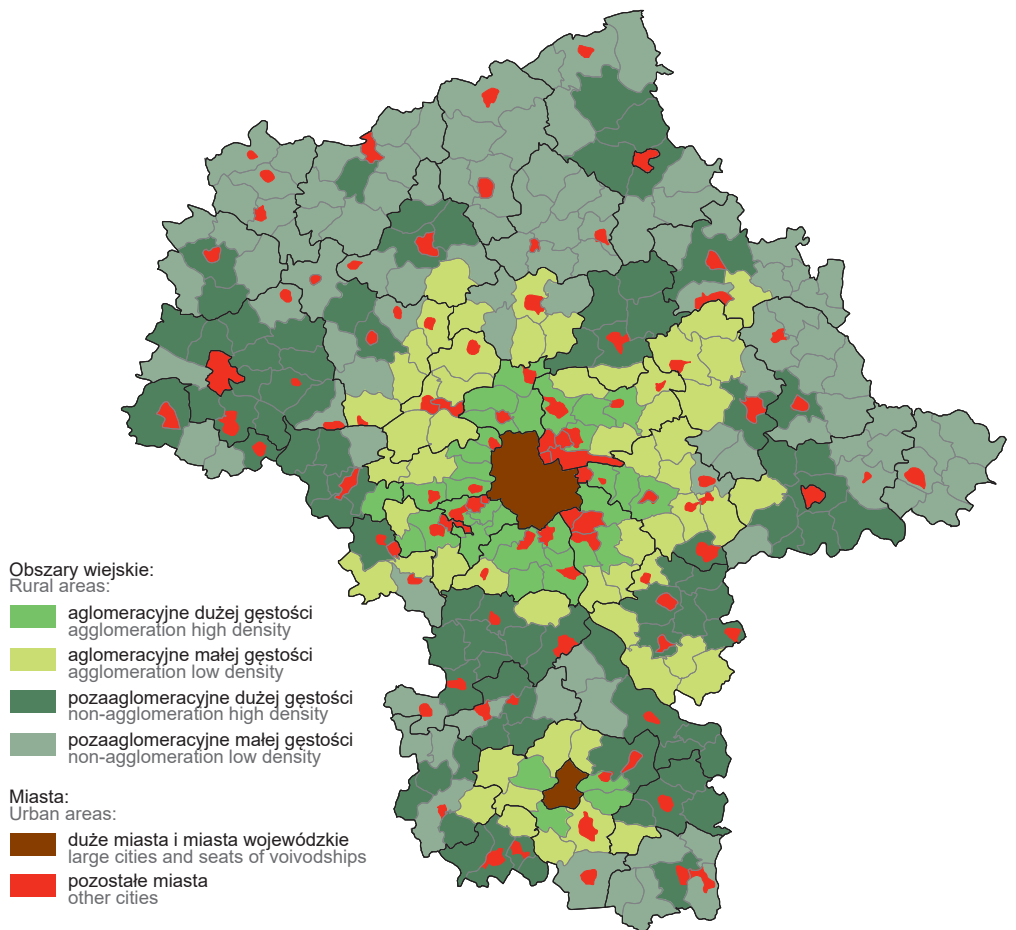 Obszary wiejskie:
Rural areas:
aglomeracyjne dużej gęstości
agglomeration high density
aglomeracyjne małej gęstości
agglomeration low density
pozaaglomeracyjne dużej gęstości
non-agglomeration high density
pozaaglomeracyjne małej gęstości
non-agglomeration low density
Miasta:
Urban areas:
duże miasta i miasta wojewódzkie
large cities and seats of voivodships
pozostałe miasta
other cities